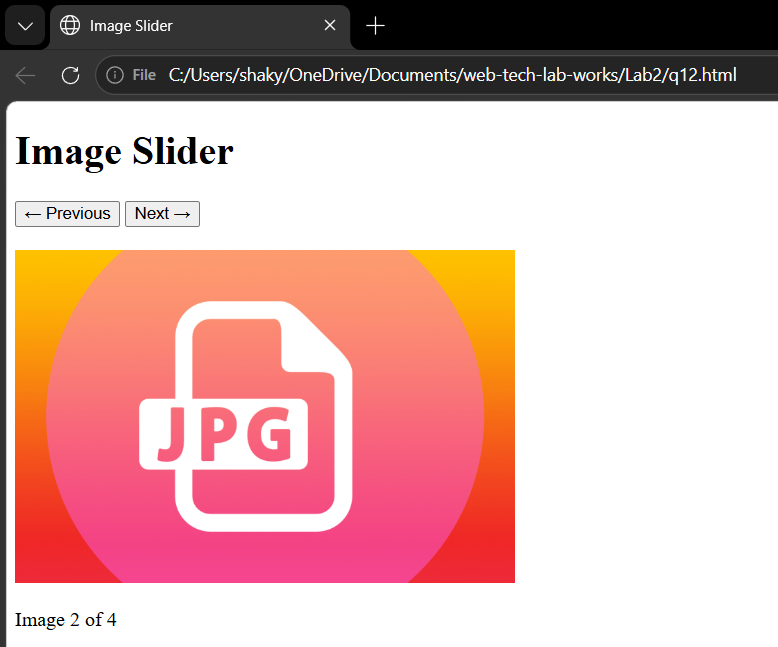 Image Slider
File C:/Users/shaky/OneDrive/Documents/web-tech-lab-works/Lab2/q12.html
Image Slider
← Previous Next →
JPG
Image 2 of 4